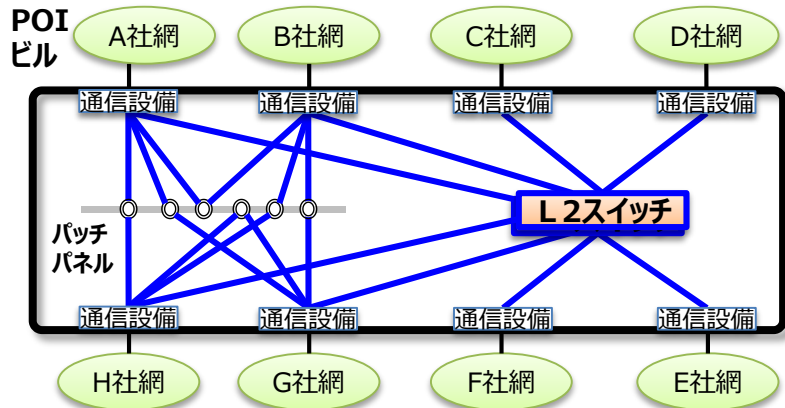 POI
ビル
A社網
B社網
C社網
D社網
通信設備
通信設備
通信設備
通信設備
L2スイッチ
パッチ
パネル
通信設備
通信設備
通信設備
通信設備
H社網
G社網
F社網
E社網